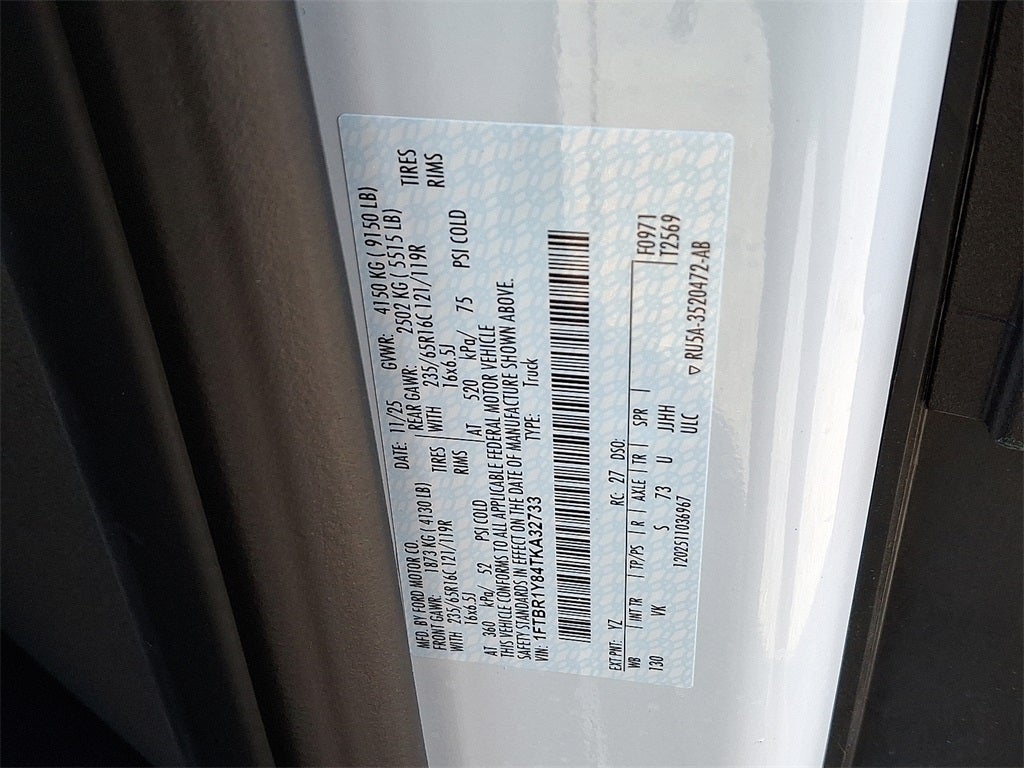 MFD. BY FORD MOTOR CO. DATE: 11/25 GVWR: 4150 KG ( 9150 LB)
FRONT GAWR: 1873 KG ( 4130 LB) REAR GAWR: 2502 KG ( 5515 LB)
WITH 235/65R16C 121/119R TIRES WITH 235/65R16C 121/119R TIRES
16x6.5J RIMS 16x6.5J RIMS
AT 360 kPa/ 52 PSI COLD AT 520 kPa/ 75 PSI COLD
THIS VEHICLE CONFORMS TO ALL APPLICABLE FEDERAL MOTOR VEHICLE
SAFETY STANDARDS IN EFFECT ON THE DATE OF MANUFACTURE SHOWN ABOVE.
VIN: 1FTBR1Y84TKA32733 TYPE: Truck
EXT PNT: YZ RC: 27 DSO:
WB INT TR TP/PS R AXLE TR SPR F0971
130 VK S 73 U JJHH T2569
ULC
12025111036967
▽ RU5A-3520472-AB